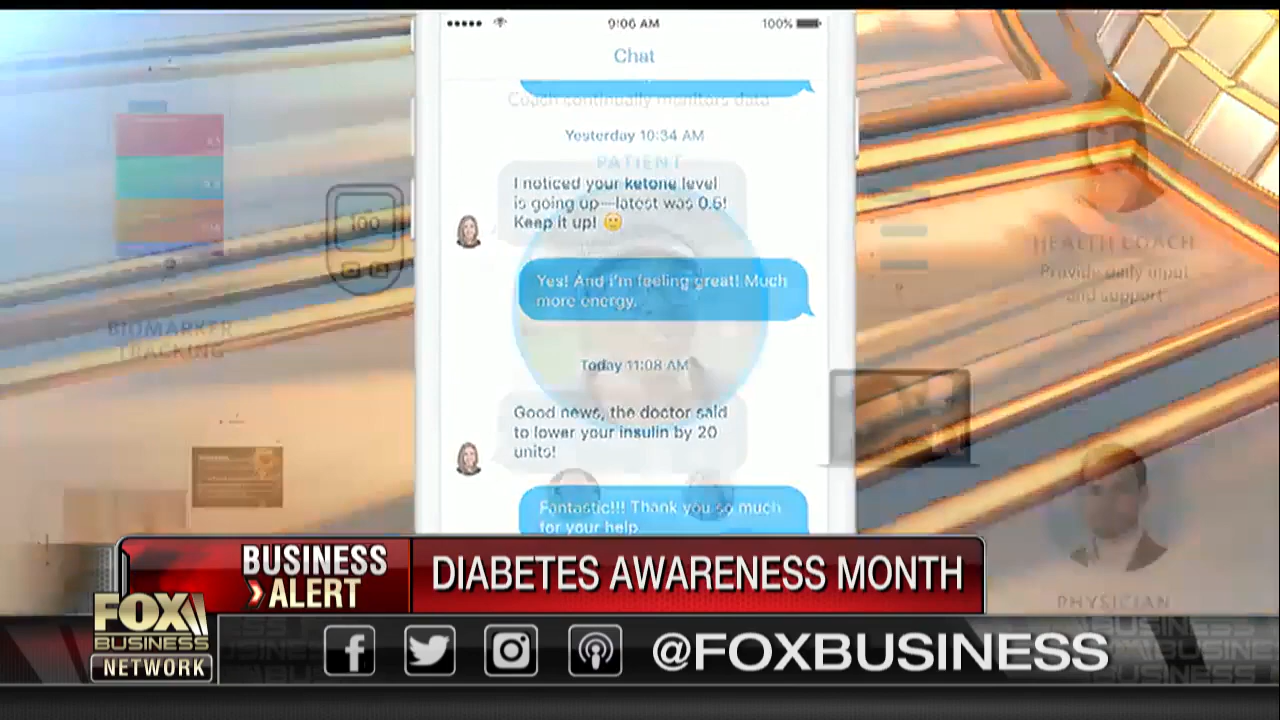 9:06 AM
100%
Chat
Coach continually monitors data
Yesterday 10:34 AM
PATIENT
I noticed your ketone level
is going up—latest was 0.6!
Keep it up! 🙂
Yes! And I'm feeling great! Much
more energy.
Today 11:08 AM
Good news, the doctor said
to lower your insulin by 20
units!
Fantastic!!! Thank you so much
for your help.
100
BIOMARKER
TRACKING
HEALTH COACH
Provide daily input
and support
PHYSICIAN
BUSINESS
ALERT
DIABETES AWARENESS MONTH
FOX
BUSINESS
NETWORK
@FOXBUSINESS
BUSINESS
BUSINESS